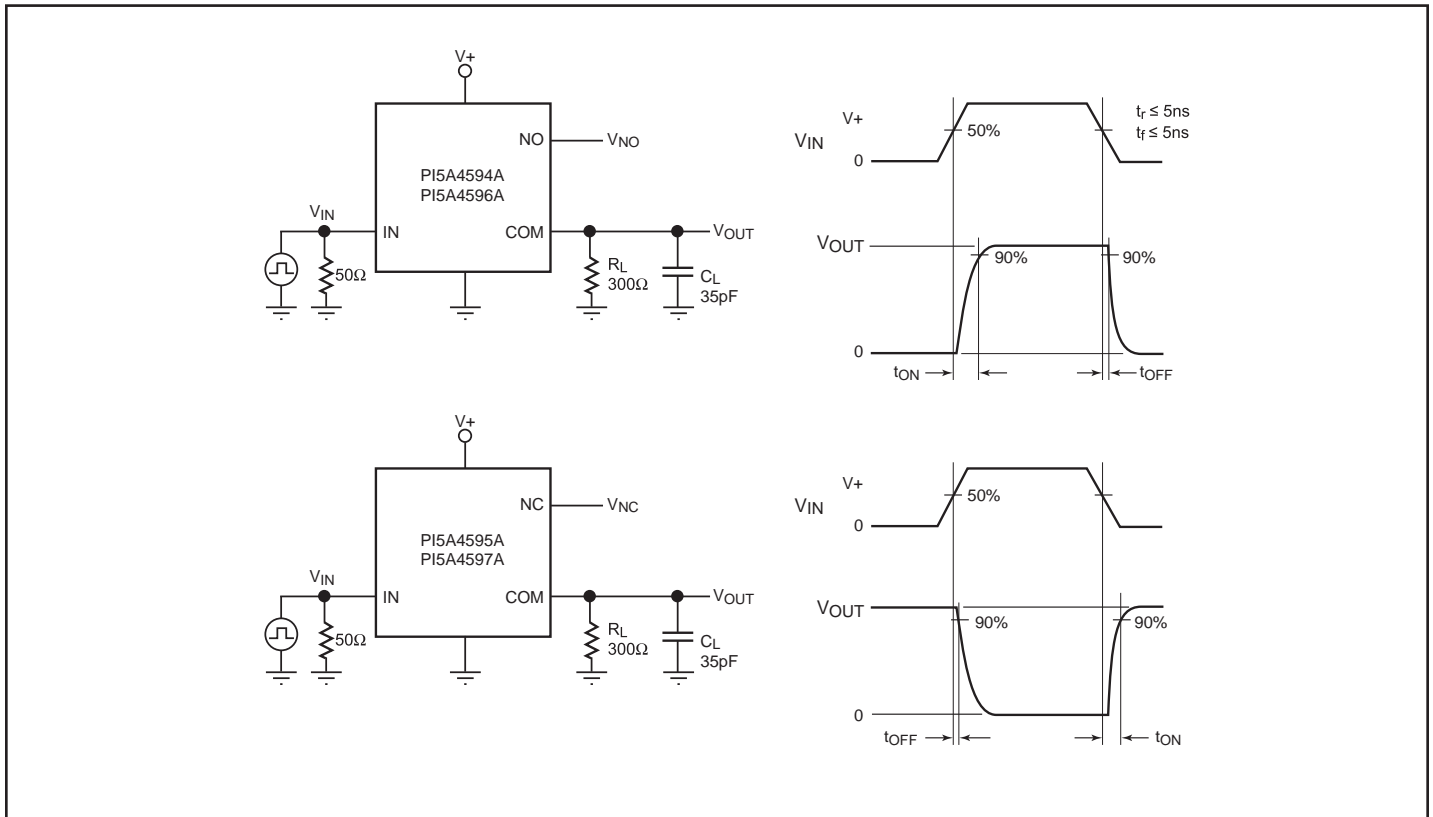 V+
NO
VNO
PI5A4594A
PI5A4596A
VIN
IN
COM
VOUT
50Ω
RL
300Ω
CL
35pF
V+
VIN
0
50%
tr ≤ 5ns
tf ≤ 5ns
VOUT
90%
90%
0
tON
tOFF
V+
NC
VNC
PI5A4595A
PI5A4597A
VIN
IN
COM
VOUT
50Ω
RL
300Ω
CL
35pF
V+
VIN
0
50%
VOUT
90%
90%
0
tOFF
tON